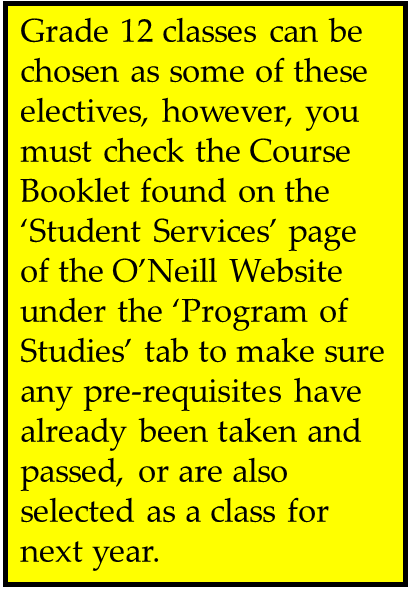 Grade 12 classes can be
chosen as some of these
electives, however, you
must check the Course
Booklet found on the
‘Student Services’ page
of the O’Neill Website
under the ‘Program of
Studies’ tab to make sure
any pre-requisites have
already been taken and
passed, or are also
selected as a class for
next year.